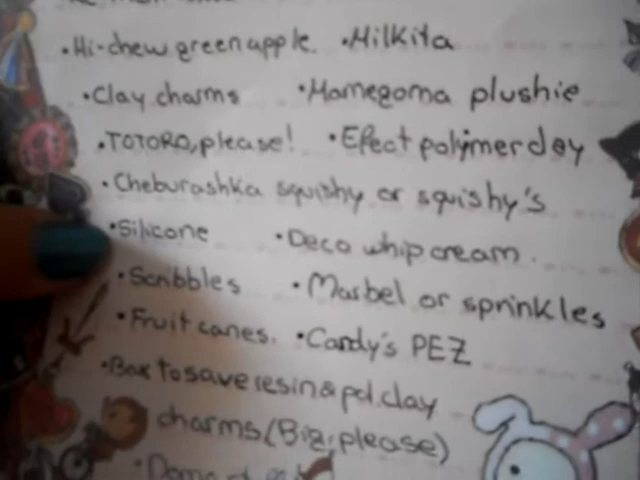 •Hi-chew green apple. •Milkita
•Clay charms •Mamegoma plushie
•TOTORO, please! •Efect polymer clay
•Cheburashka squishy or squishy's
•Silicone •Deco whip cream.
•Scribbles •Marbel or sprinkles
•Fruit canes. •Candy's PEZ
•Box to save resin & pol. clay
charms. (Big, please)